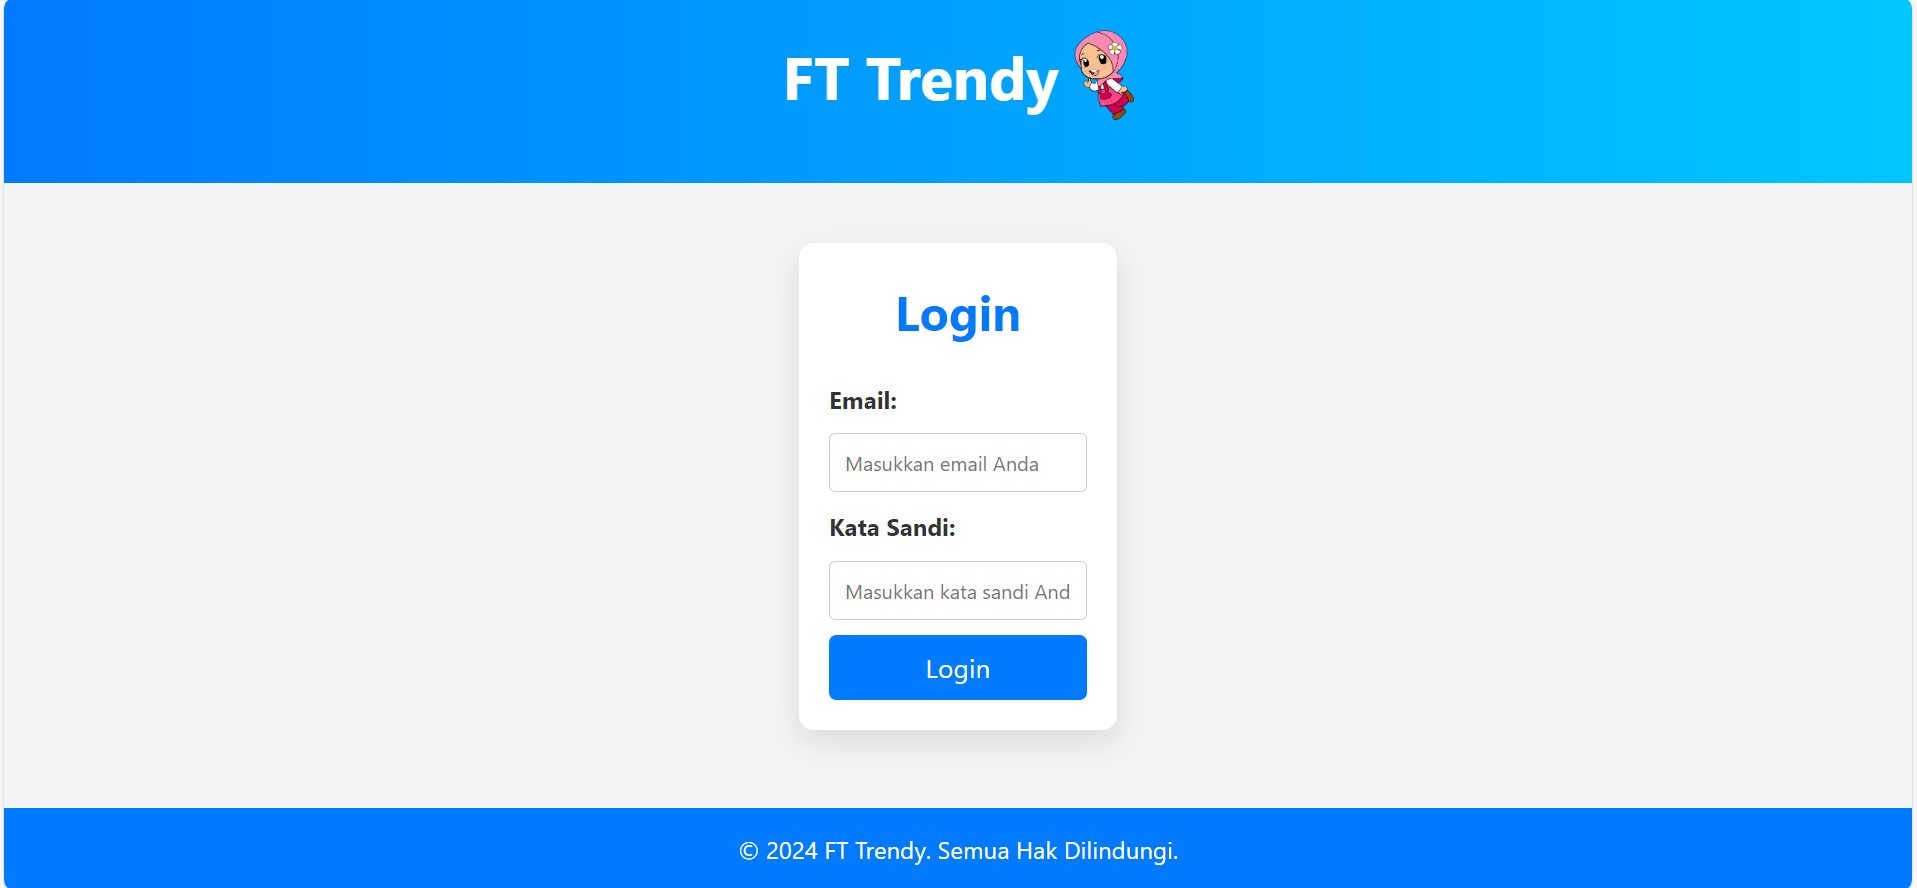 FT Trendy
Login
Email:
Masukkan email Anda
Kata Sandi:
Masukkan kata sandi And
Login
© 2024 FT Trendy. Semua Hak Dilindungi.